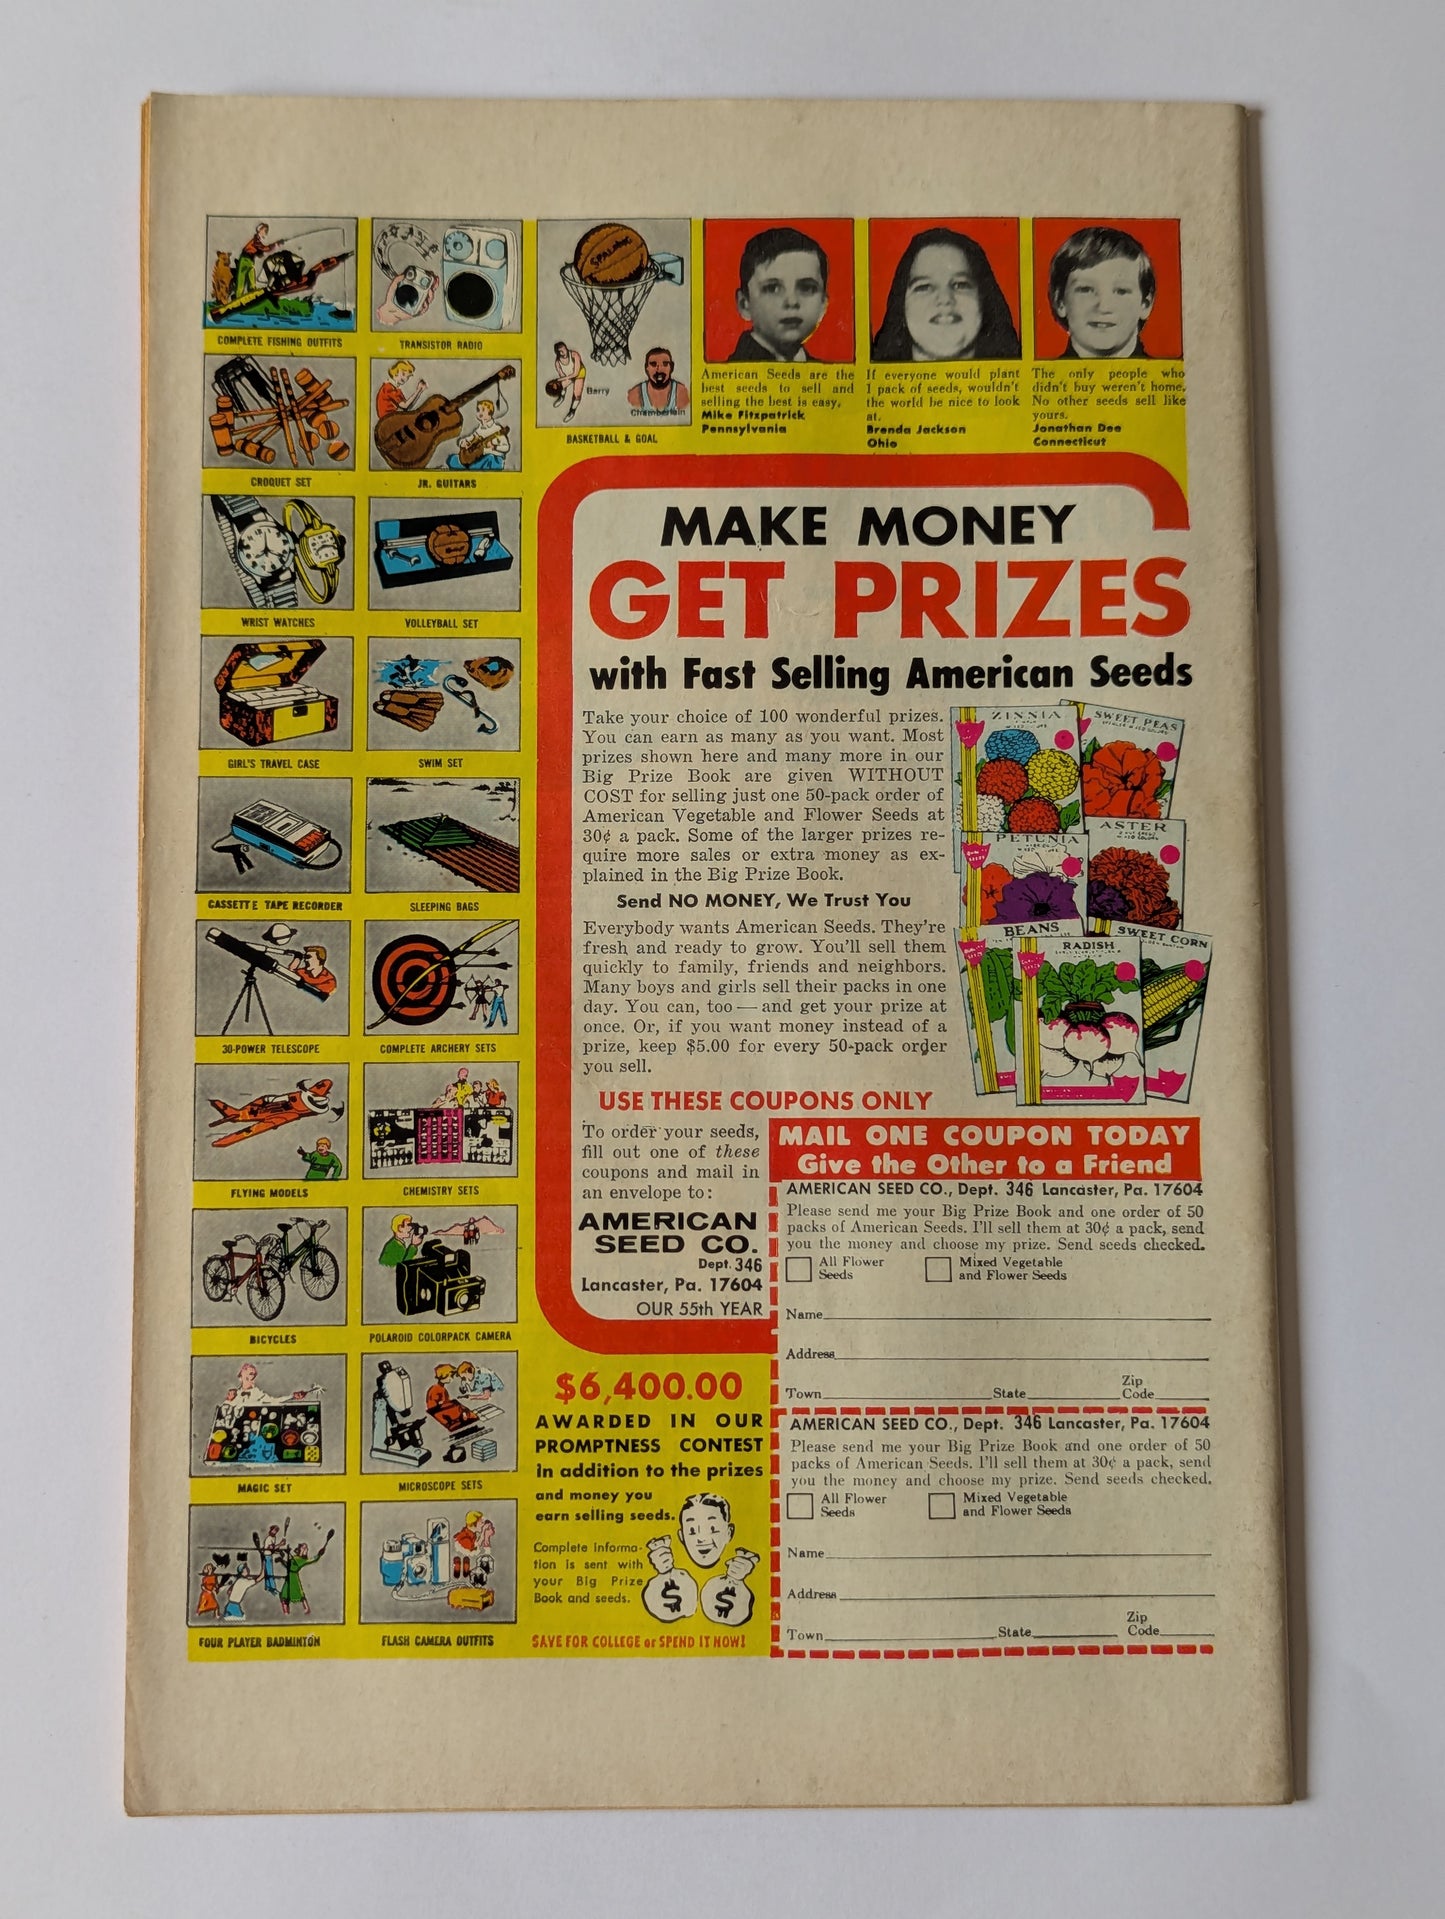 COMPLETE FISHING OUTFITS
TRANSISTOR RADIO
SPALDING
Barry
Chamberlain
BASKETBALL & GOAL
American Seeds are the
best seeds to sell and
selling the best is easy.
Mike Fitzpatrick
Pennsylvania
If everyone would plant
1 pack of seeds, wouldn't
the world be nice to look
at.
Brenda Jackson
Ohio
The only people who
didn't buy weren't home.
No other seeds sell like
yours.
Jonathan Dee
Connecticut
CROQUET SET
JR. GUITARS
WRIST WATCHES
VOLLEYBALL SET
GIRL'S TRAVEL CASE
SWIM SET
CASSETTE TAPE RECORDER
SLEEPING BAGS
30-POWER TELESCOPE
COMPLETE ARCHERY SETS
FLYING MODELS
CHEMISTRY SETS
BICYCLES
POLAROID COLORPACK CAMERA
MAGIC SET
MICROSCOPE SETS
FOUR PLAYER BADMINTON
FLASH CAMERA OUTFITS
MAKE MONEY
GET PRIZES
with Fast Selling American Seeds
Take your choice of 100 wonderful prizes.
You can earn as many as you want. Most
prizes shown here and many more in our
Big Prize Book are given WITHOUT
COST for selling just one 50-pack order of
American Vegetable and Flower Seeds at
30¢ a pack. Some of the larger prizes re-
quire more sales or extra money as ex-
plained in the Big Prize Book.
Send NO MONEY, We Trust You
Everybody wants American Seeds. They're
fresh and ready to grow. You'll sell them
quickly to family, friends and neighbors.
Many boys and girls sell their packs in one
day. You can, too — and get your prize at
once. Or, if you want money instead of a
prize, keep $5.00 for every 50-pack order
you sell.
ZINNIA
SWEET PEAS
PETUNIA
ASTER
BEANS
RADISH
SWEET CORN
USE THESE COUPONS ONLY
To order your seeds,
fill out one of these
coupons and mail in
an envelope to:
AMERICAN
SEED CO.
Dept. 346
Lancaster, Pa. 17604
OUR 55th YEAR
$6,400.00
AWARDED IN OUR
PROMPTNESS CONTEST
in addition to the prizes
and money you
earn selling seeds.
Complete informa-
tion is sent with
your Big Prize
Book and seeds.
$ $
SAVE FOR COLLEGE or SPEND IT NOW!
MAIL ONE COUPON TODAY
Give the Other to a Friend
AMERICAN SEED CO., Dept. 346 Lancaster, Pa. 17604
Please send me your Big Prize Book and one order of 50
packs of American Seeds. I'll sell them at 30¢ a pack, send
you the money and choose my prize. Send seeds checked.
All Flower
Seeds
Mixed Vegetable
and Flower Seeds
Name
Address
Town State Zip Code
AMERICAN SEED CO., Dept. 346 Lancaster, Pa. 17604
Please send me your Big Prize Book and one order of 50
packs of American Seeds. I'll sell them at 30¢ a pack, send
you the money and choose my prize. Send seeds checked.
All Flower
Seeds
Mixed Vegetable
and Flower Seeds
Name
Address
Town State Zip Code